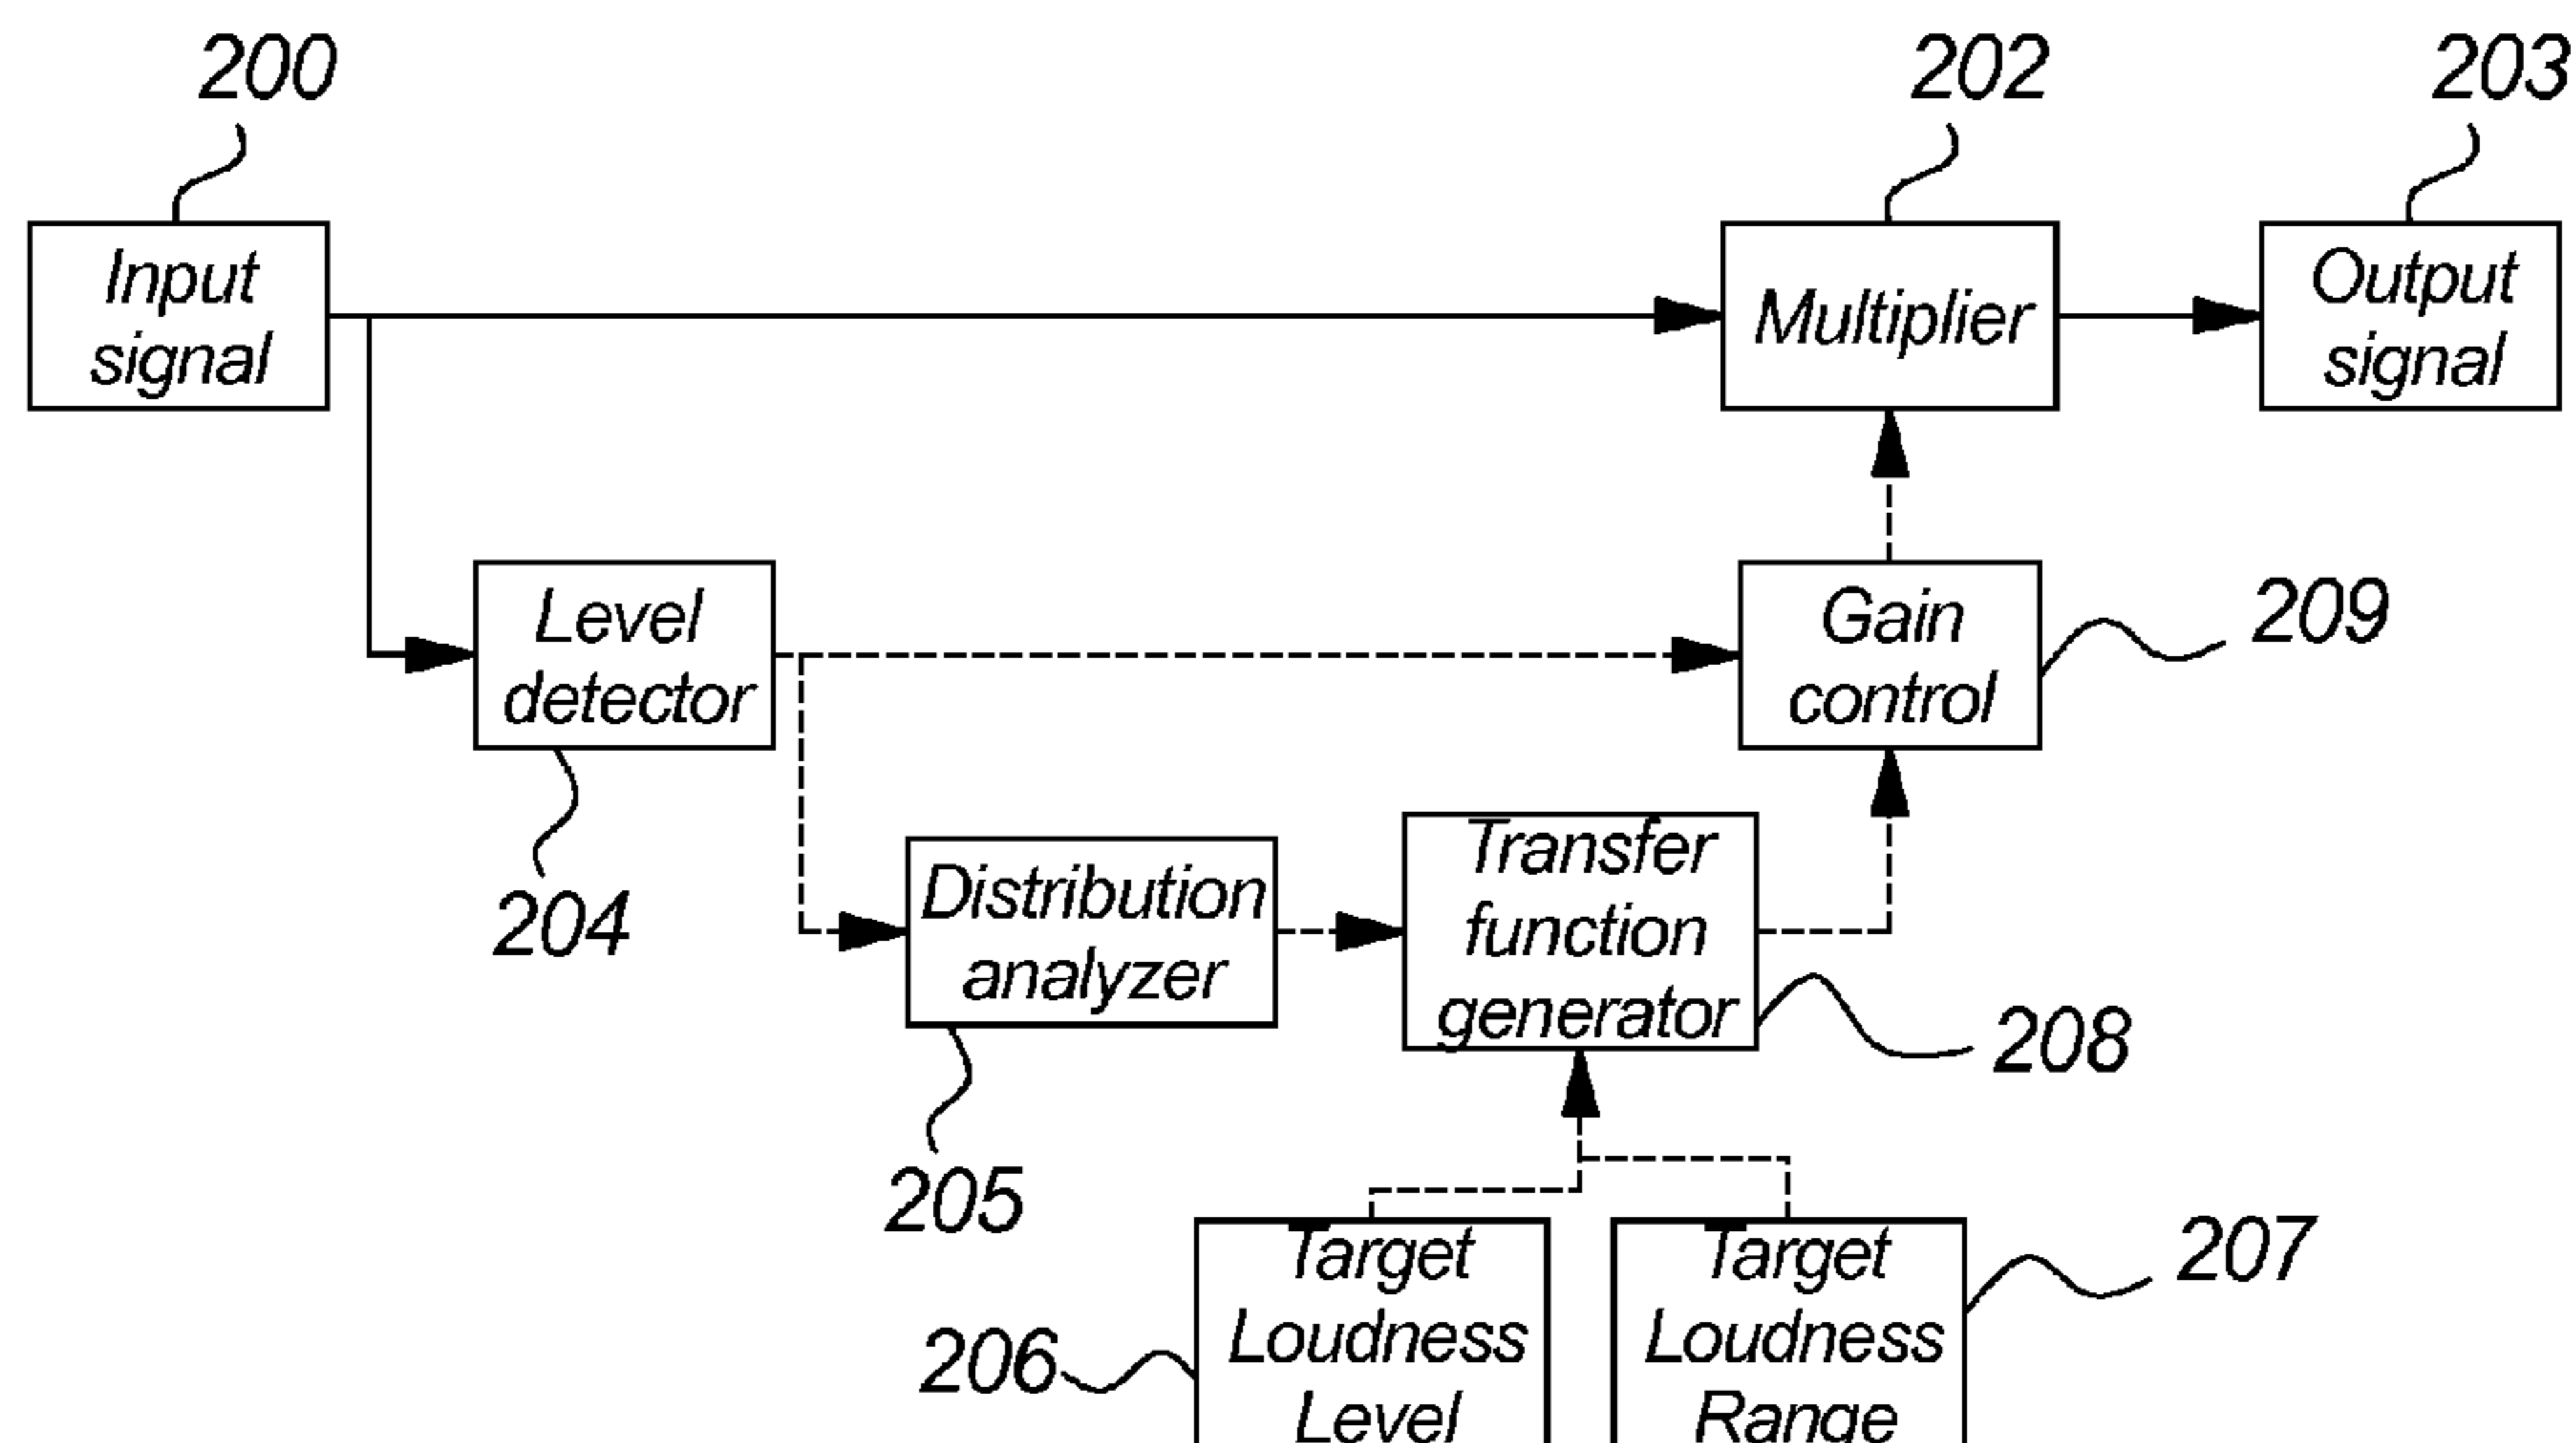 200
202
203
Input
signal
Multiplier
Output
signal
Level
detector
Gain
control
209
204
Distribution
analyzer
Transfer
function
generator
208
205
206
Target
Loudness
Level
Target
Loudness
Range
207